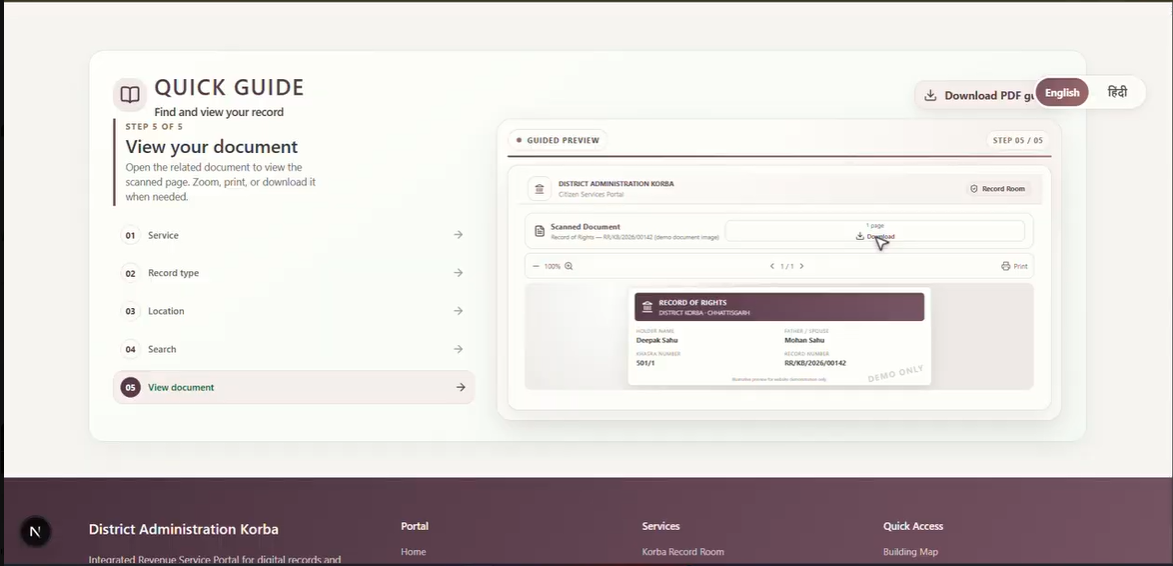 QUICK GUIDE
Find and view your record
Download PDF gu
English
हिंदी
STEP 5 OF 5
View your document
Open the related document to view the
scanned page. Zoom, print, or download it
when needed.
01 Service
02 Record type
03 Location
04 Search
05 View document
GUIDED PREVIEW
STEP 05 / 05
DISTRICT ADMINISTRATION KORBA
Citizen Services Portal
Record Room
Scanned Document
Record of Rights — RR/KB/2026/00142 (demo document image)
1 page
Download
100%
1 / 1
Print
RECORD OF RIGHTS
DISTRICT KORBA · CHHATTISGARH
HOLDER NAME
Deepak Sahu
FATHER / SPOUSE
Mohan Sahu
KHASRA NUMBER
501/1
RECORD NUMBER
RR/KB/2026/00142
Illustrative preview for website demonstration only
DEMO ONLY
N
District Administration Korba
Integrated Revenue Service Portal for digital records and
Portal
Home
Services
Korba Record Room
Quick Access
Building Map